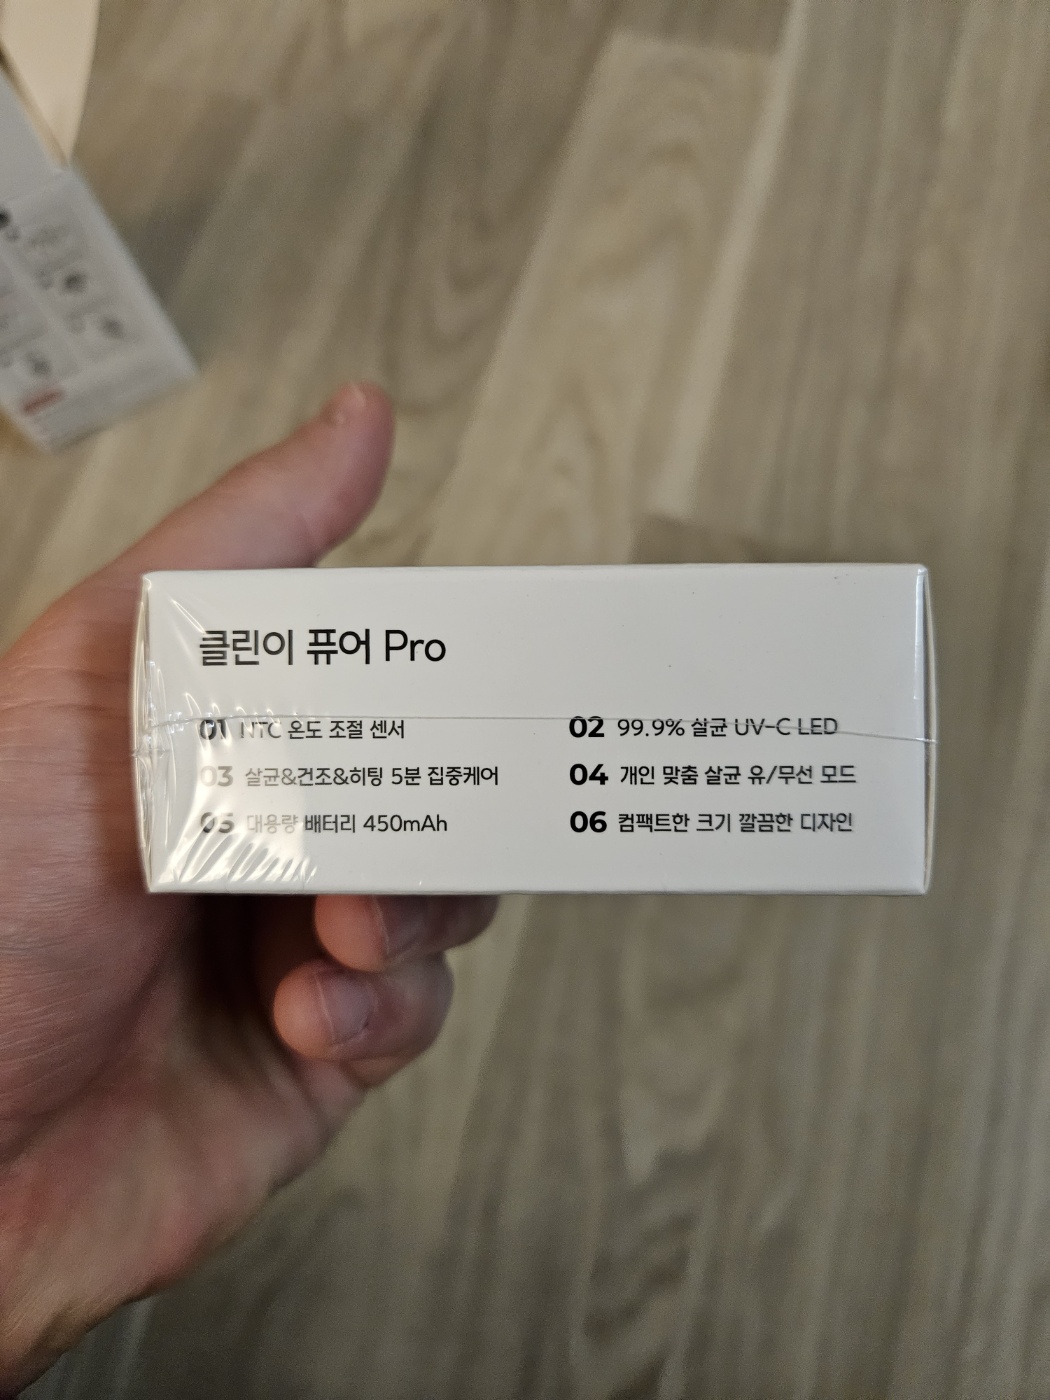 클린이 퓨어 Pro
01 NTC 온도 조절 센서
02 99.9% 살균 UV-C LED
03 살균&건조&히팅 5분 집중케어
04 개인 맞춤 살균 유/무선 모드
05 대용량 배터리 450mAh
06 컴팩트한 크기 깔끔한 디자인